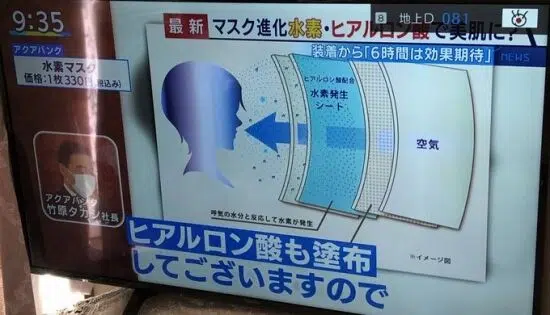 9:35
8 地上D 081
最新 マスク進化 水素・ヒアルロン酸で美肌に?
装着から「6時間は効果期待」
NEWS
アクアバンク
水素マスク
価格:1枚330円(税込み)
ヒアルロン酸配合
水素発生
シート
空気
呼気の水分と反応して水素が発生
※イメージ図
アクアバンク
竹原タカシ社長
ヒアルロン酸も塗布
してございますので